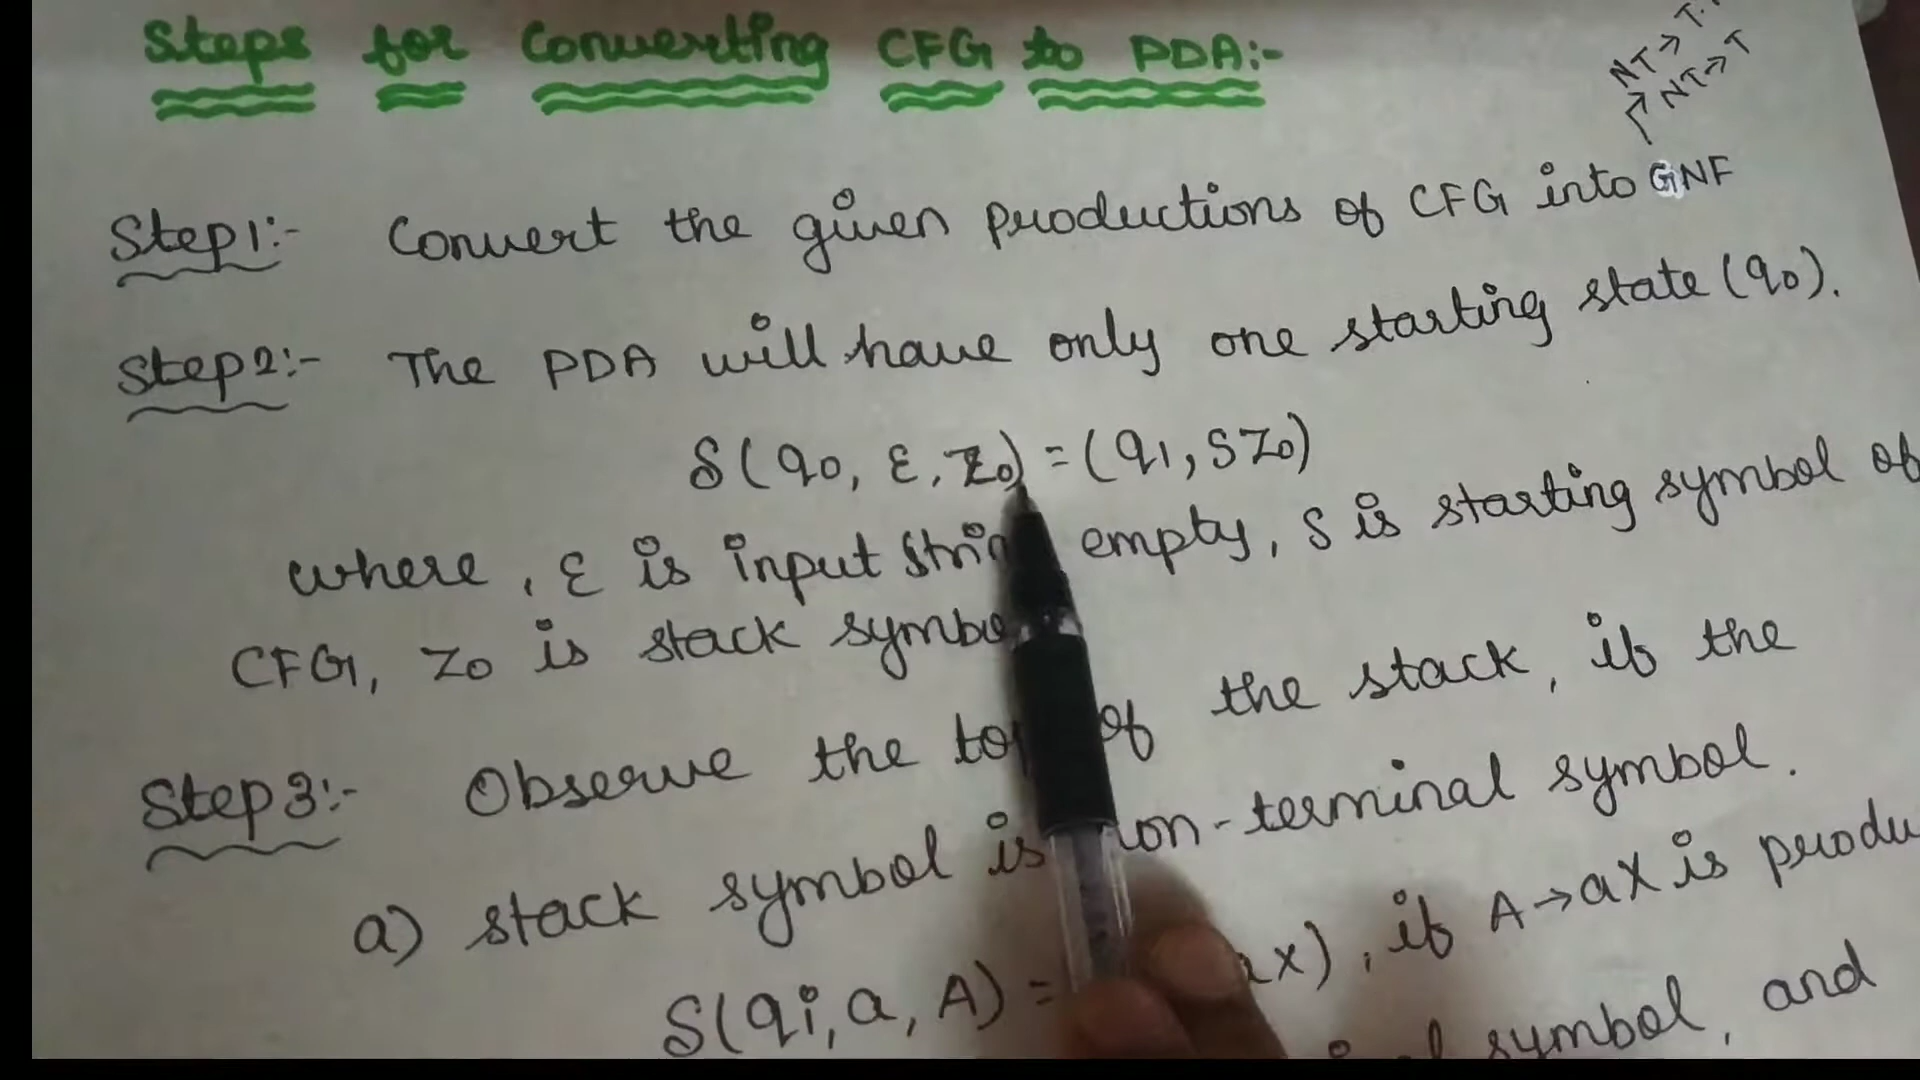 Steps for Converting CFG to PDA:-
NT→T.
NT→T
Step1:- Convert the given productions of CFG into GNF
Step2:- The PDA will have only one starting state (q0).
δ(q0, ε, Z0) = (q1, SZ0)
where, ε is input empty, S is starting symbol of
CFG, Z0 is stack
Step3:- Observe the of the stack, if the
a) stack symbol is non-terminal symbol.
δ(qi, a, A) = x), if A→aX is
symbol, and